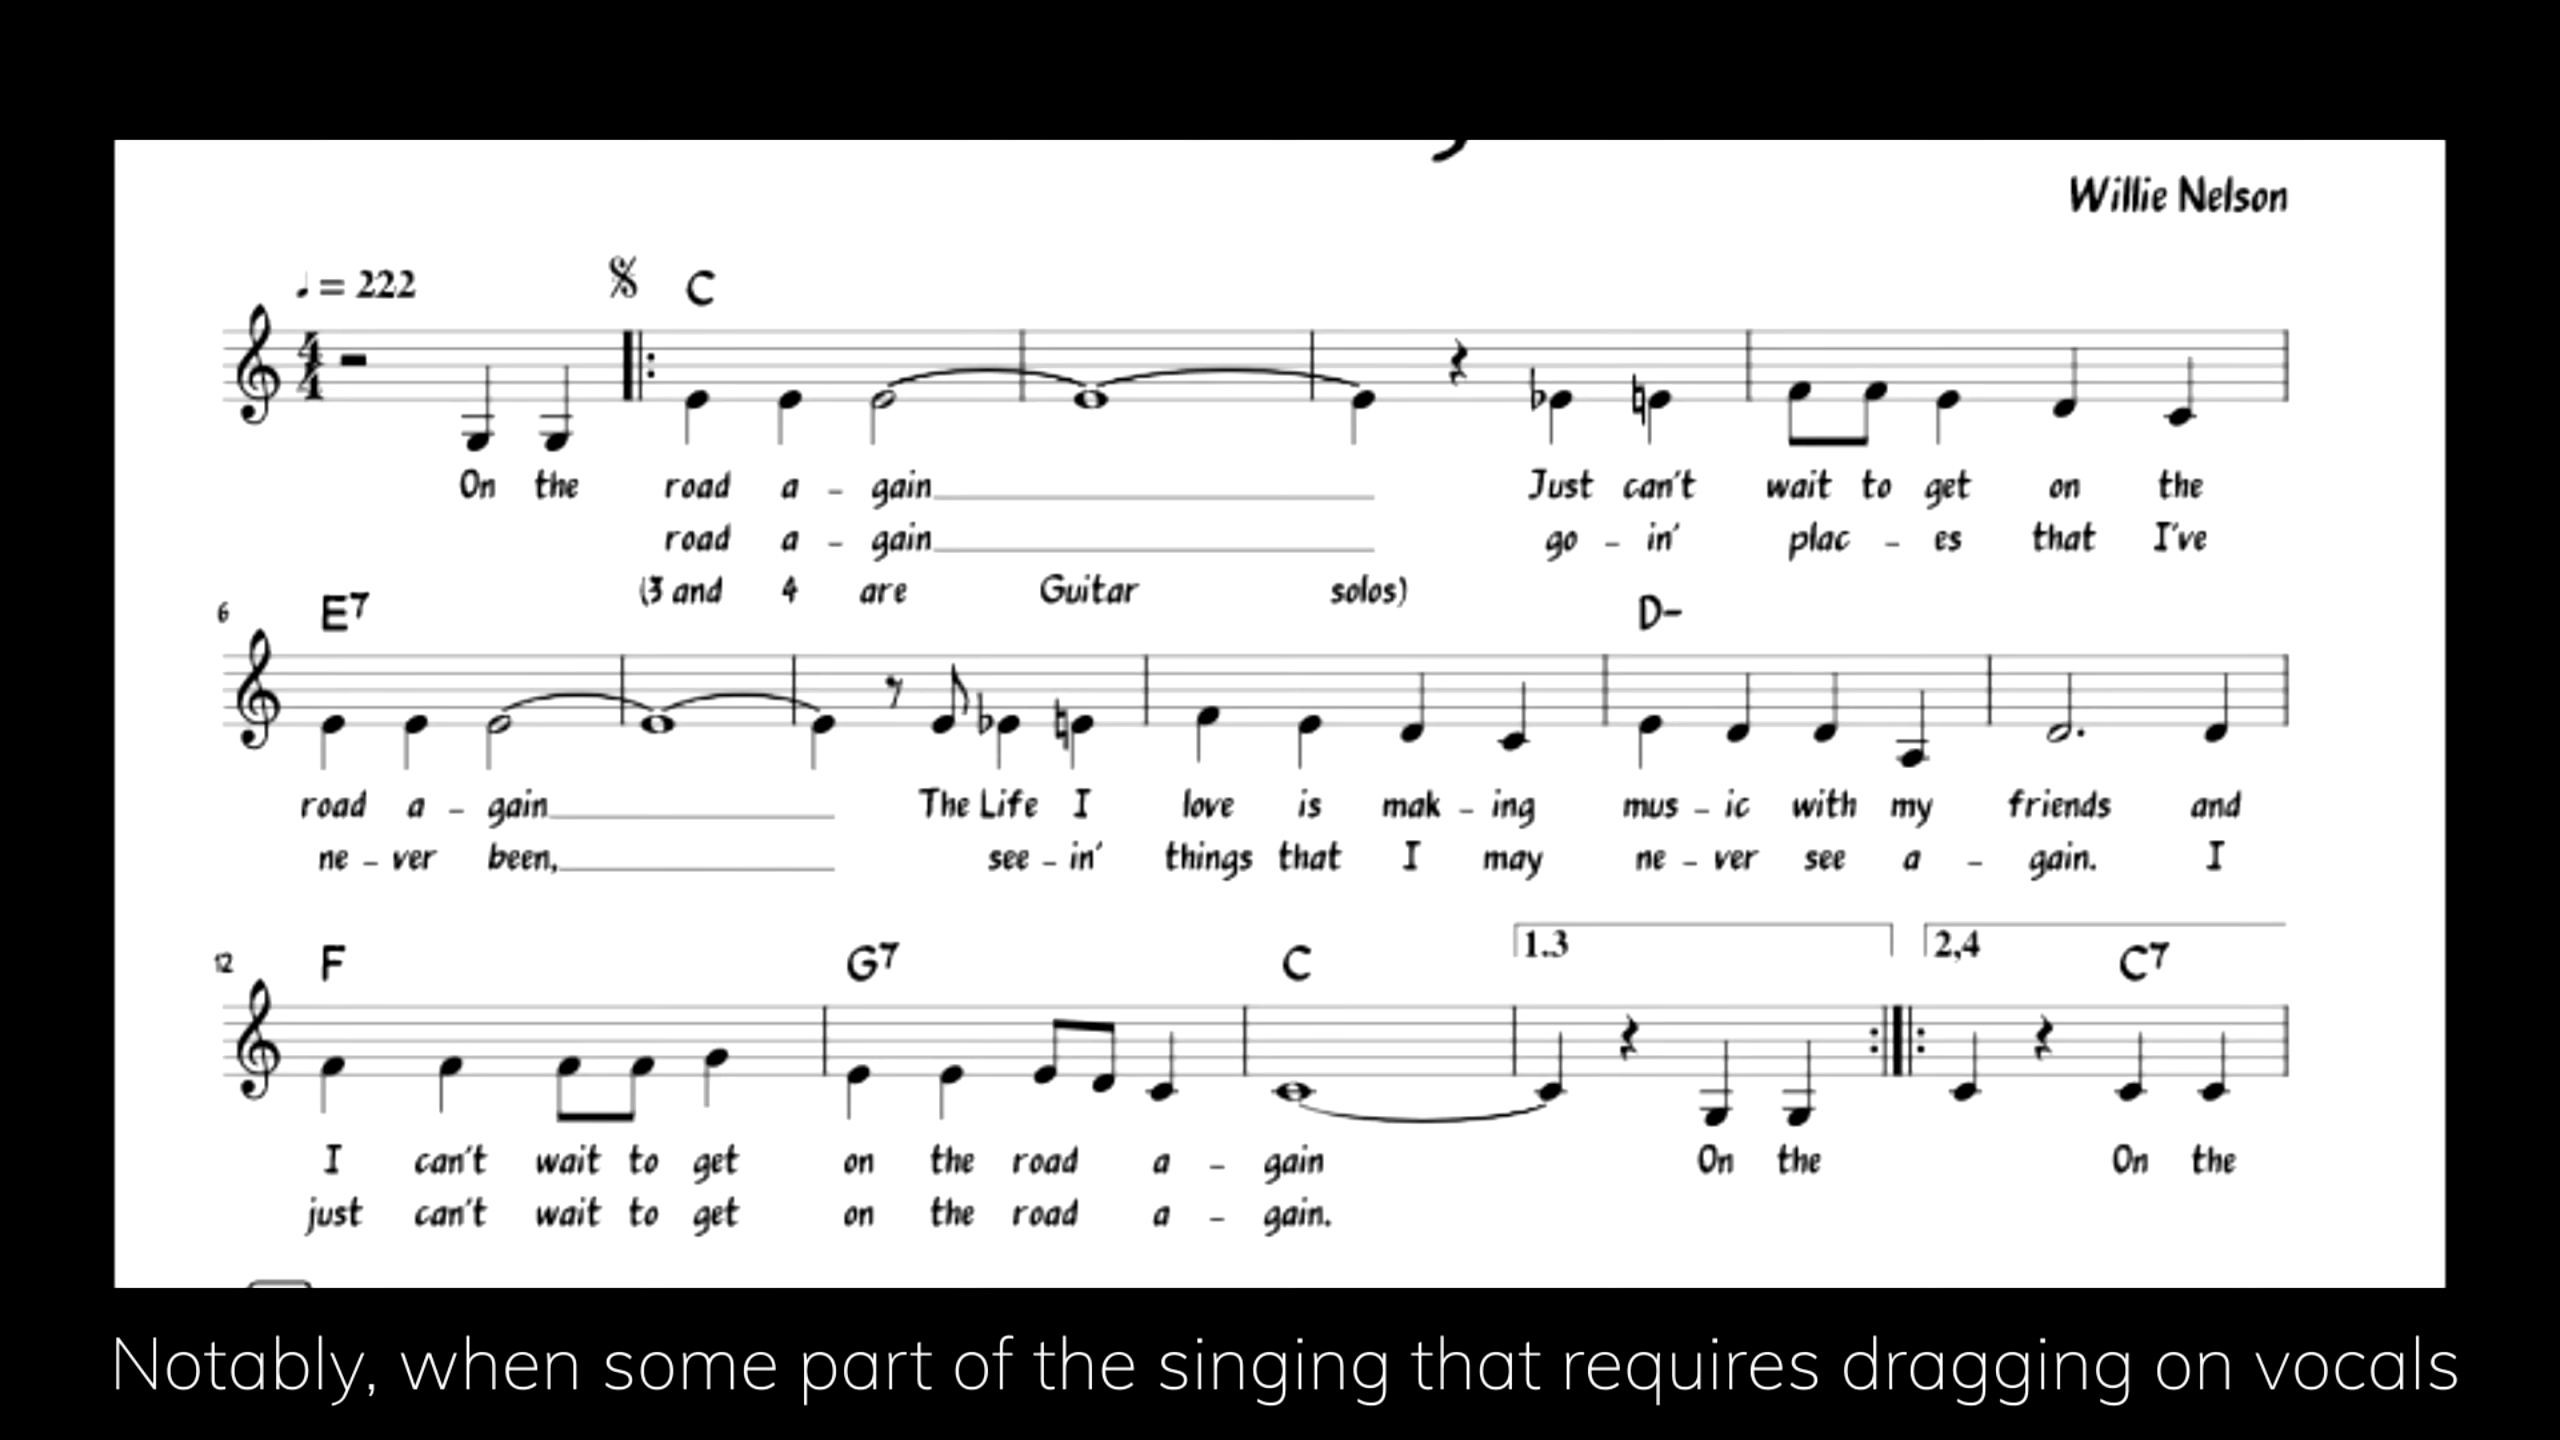 Willie Nelson
♩ = 222
C
On the road a - gain Just can't wait to get on the
road a - gain go - in' plac - es that I've
(3 and 4 are Guitar solos)
6 E7 D-
road a - gain The Life I love is mak - ing mus - ic with my friends and
ne - ver been, see - in' things that I may ne - ver see a - gain. I
1.3 2,4
12 F G7 C C7
I can't wait to get on the road a - gain On the On the
just can't wait to get on the road a - gain.
Notably, when some part of the singing that requires dragging on vocals